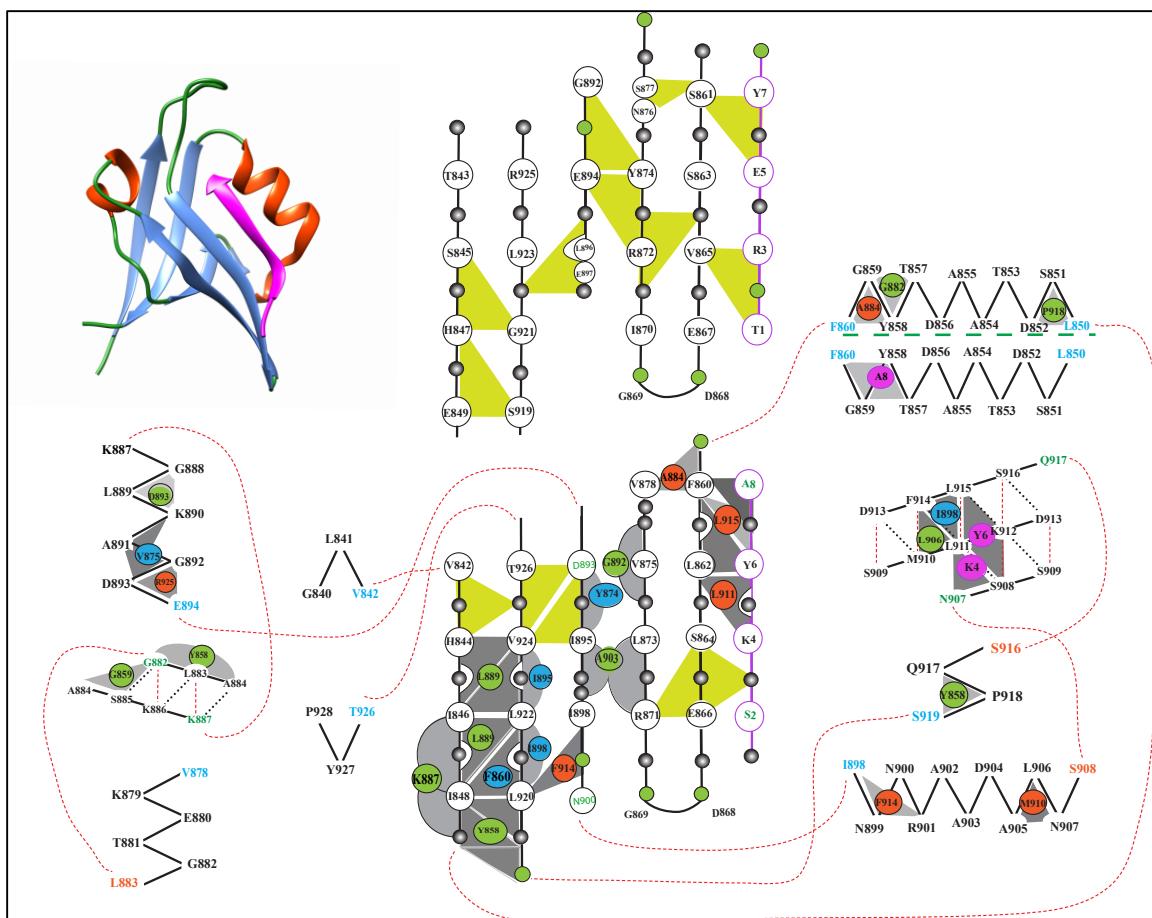 G892 S877 S861 Y7
N876
T843 R925 E894 Y874 S863 E5
S845 L923 L896 R872 V865 R3
E897
H847 G921 I870 E867 T1
E849 S919 G869 D868
G859 T857 A855 T853 S851
G882
A884 P918
F860 Y858 D856 A854 D852 L850
F860 Y858 D856 A854 D852 L850
A8
G859 T857 A855 T853 S851
K887
G888
L889 D893
K890
A891
V875 G892
D893 R925
E894
G859 G882 Y858
L883
A884 S885 A884
K886 K887
V878
K879
E880
T881
G882
L883
L841
G840 V842
P928 T926
Y927
V878 A884 F860 A8
L915
V842 T926 D893 G892 V875 L862 Y6
Y874 L911
H844 V924 I895 L873 S864 K4
A903
L889 I895
I846 L922 I898 R871 E866 S2
L889 I898
K887 F860 F914
I848 L920 N900
Y858
G869 D868
Q917
S916
L915
F914
D913 I898 D913
L906 Y6 K912
L911
M910 K4
S909 S909
S908
N907
S916
Q917
Y858 P918
S919
I898 N900 A902 D904 L906 S908
F914 M910
N899 R901 A903 A905 N907